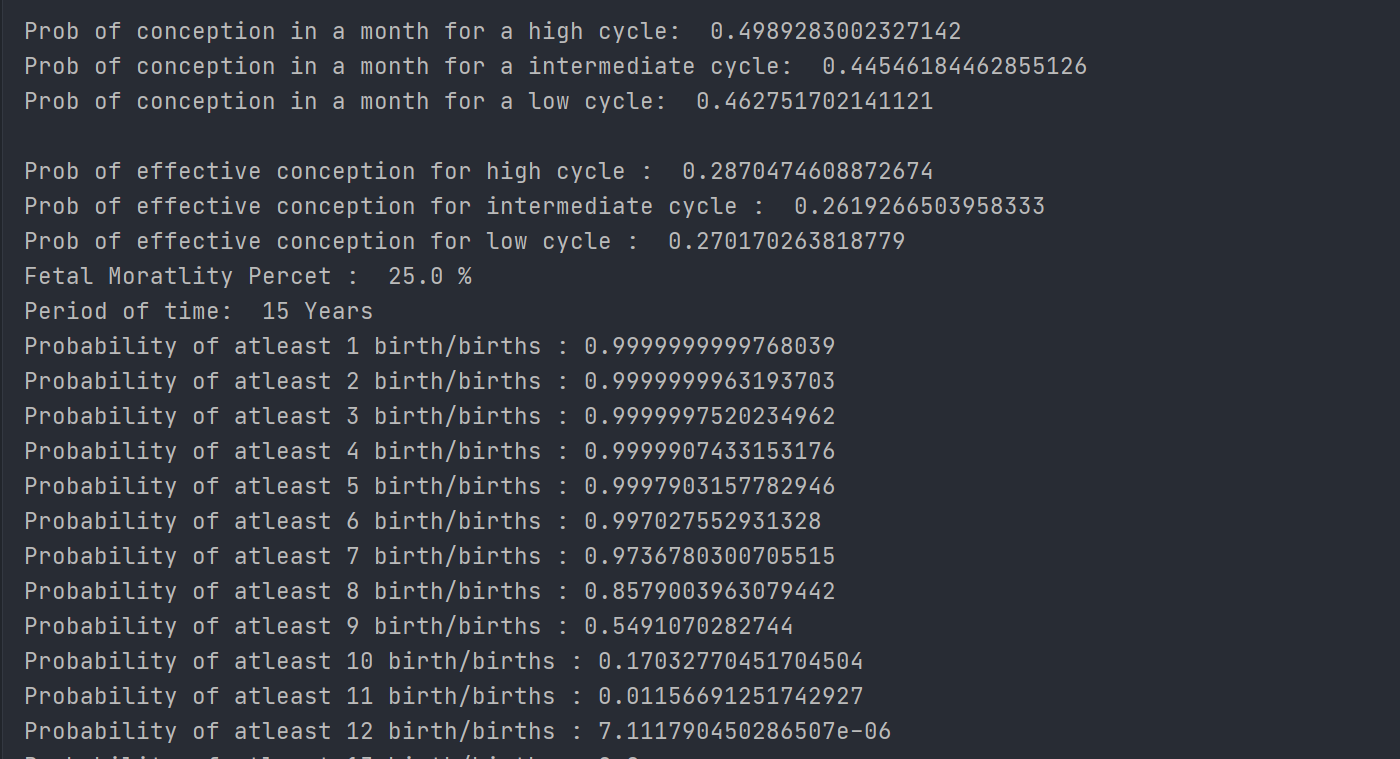 Prob of conception in a month for a high cycle:  0.4989283002327142
Prob of conception in a month for a intermediate cycle:  0.44546184462855126
Prob of conception in a month for a low cycle:  0.462751702141121
Prob of effective conception for high cycle :  0.2870474608872674
Prob of effective conception for intermediate cycle :  0.2619266503958333
Prob of effective conception for low cycle :  0.270170263818779
Fetal Moratlity Percet :  25.0 %
Period of time:  15 Years
Probability of atleast 1 birth/births : 0.9999999999768039
Probability of atleast 2 birth/births : 0.9999999963193703
Probability of atleast 3 birth/births : 0.9999997520234962
Probability of atleast 4 birth/births : 0.9999907433153176
Probability of atleast 5 birth/births : 0.9997903157782946
Probability of atleast 6 birth/births : 0.997027552931328
Probability of atleast 7 birth/births : 0.9736780300705515
Probability of atleast 8 birth/births : 0.8579003963079442
Probability of atleast 9 birth/births : 0.5491070282744
Probability of atleast 10 birth/births : 0.17032770451704504
Probability of atleast 11 birth/births : 0.01156691251742927
Probability of atleast 12 birth/births : 7.111790450286507e-06